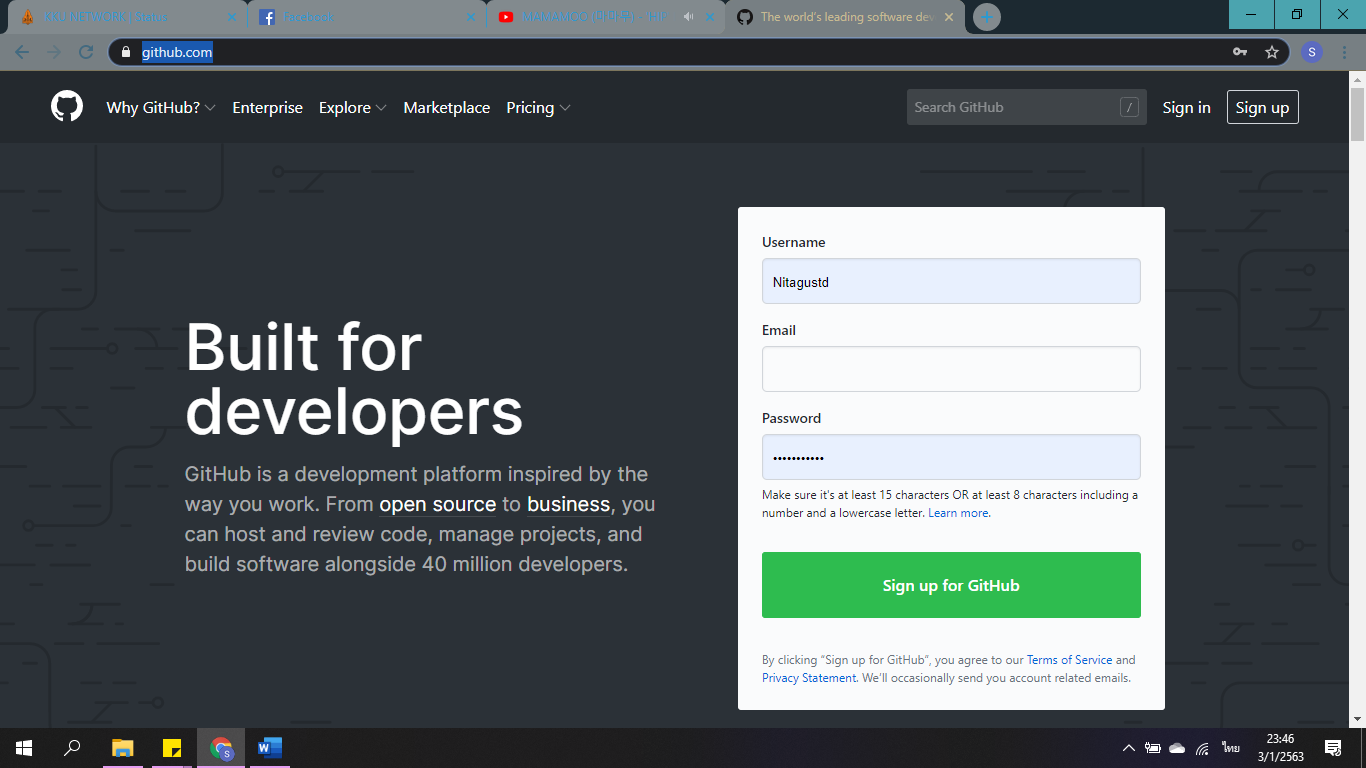 KKU NETWORK | Status
Facebook
MAMAMOO
The world's leading software dev
github.com
S
Why GitHub?
Enterprise
Explore
Marketplace
Pricing
Search GitHub
/
Sign in
Sign up
Built for
developers
GitHub is a development platform inspired by the
way you work. From open source to business, you
can host and review code, manage projects, and
build software alongside 40 million developers.
Username
Nitagustd
Email
Password
•••••••••••
Make sure it's at least 15 characters OR at least 8 characters including a
number and a lowercase letter. Learn more.
Sign up for GitHub
By clicking “Sign up for GitHub”, you agree to our Terms of Service and
Privacy Statement. We’ll occasionally send you account related emails.
S
W
ไทย
23:46
3/1/2563